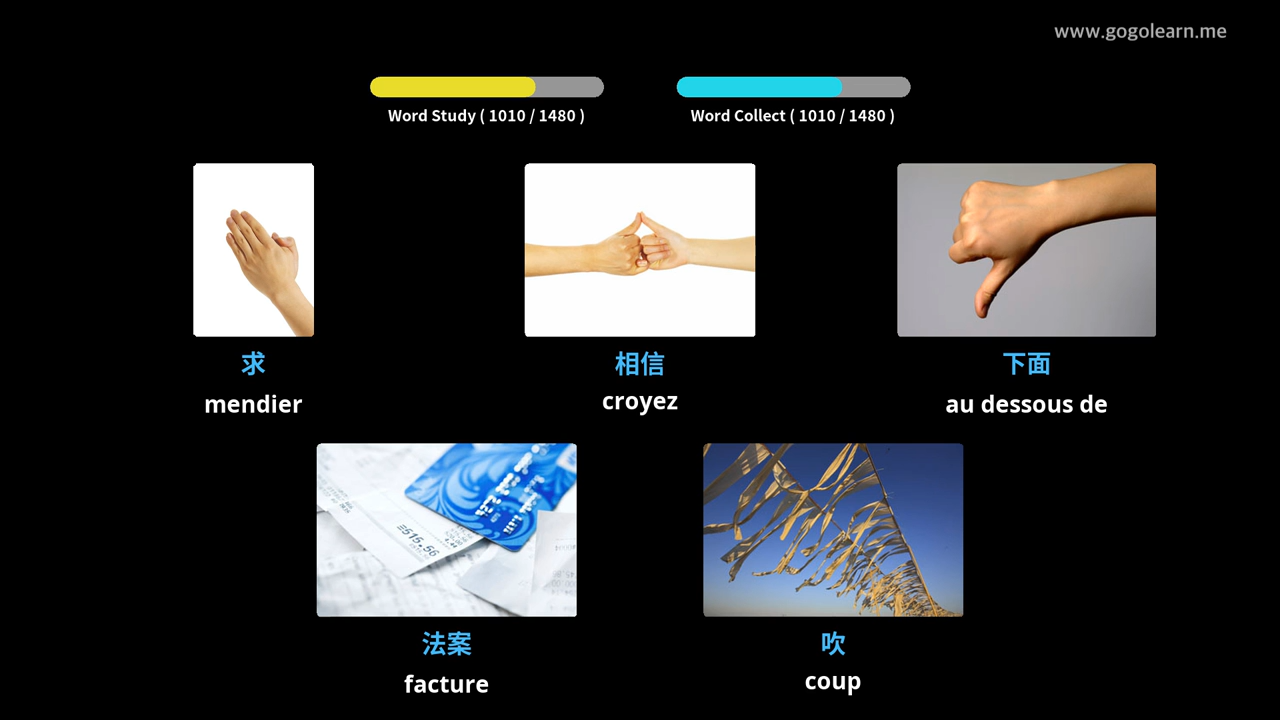 www.gogolearn.me
Word Study ( 1010 / 1480 )
Word Collect ( 1010 / 1480 )
求
mendier
相信
croyez
下面
au dessous de
法案
facture
吹
coup